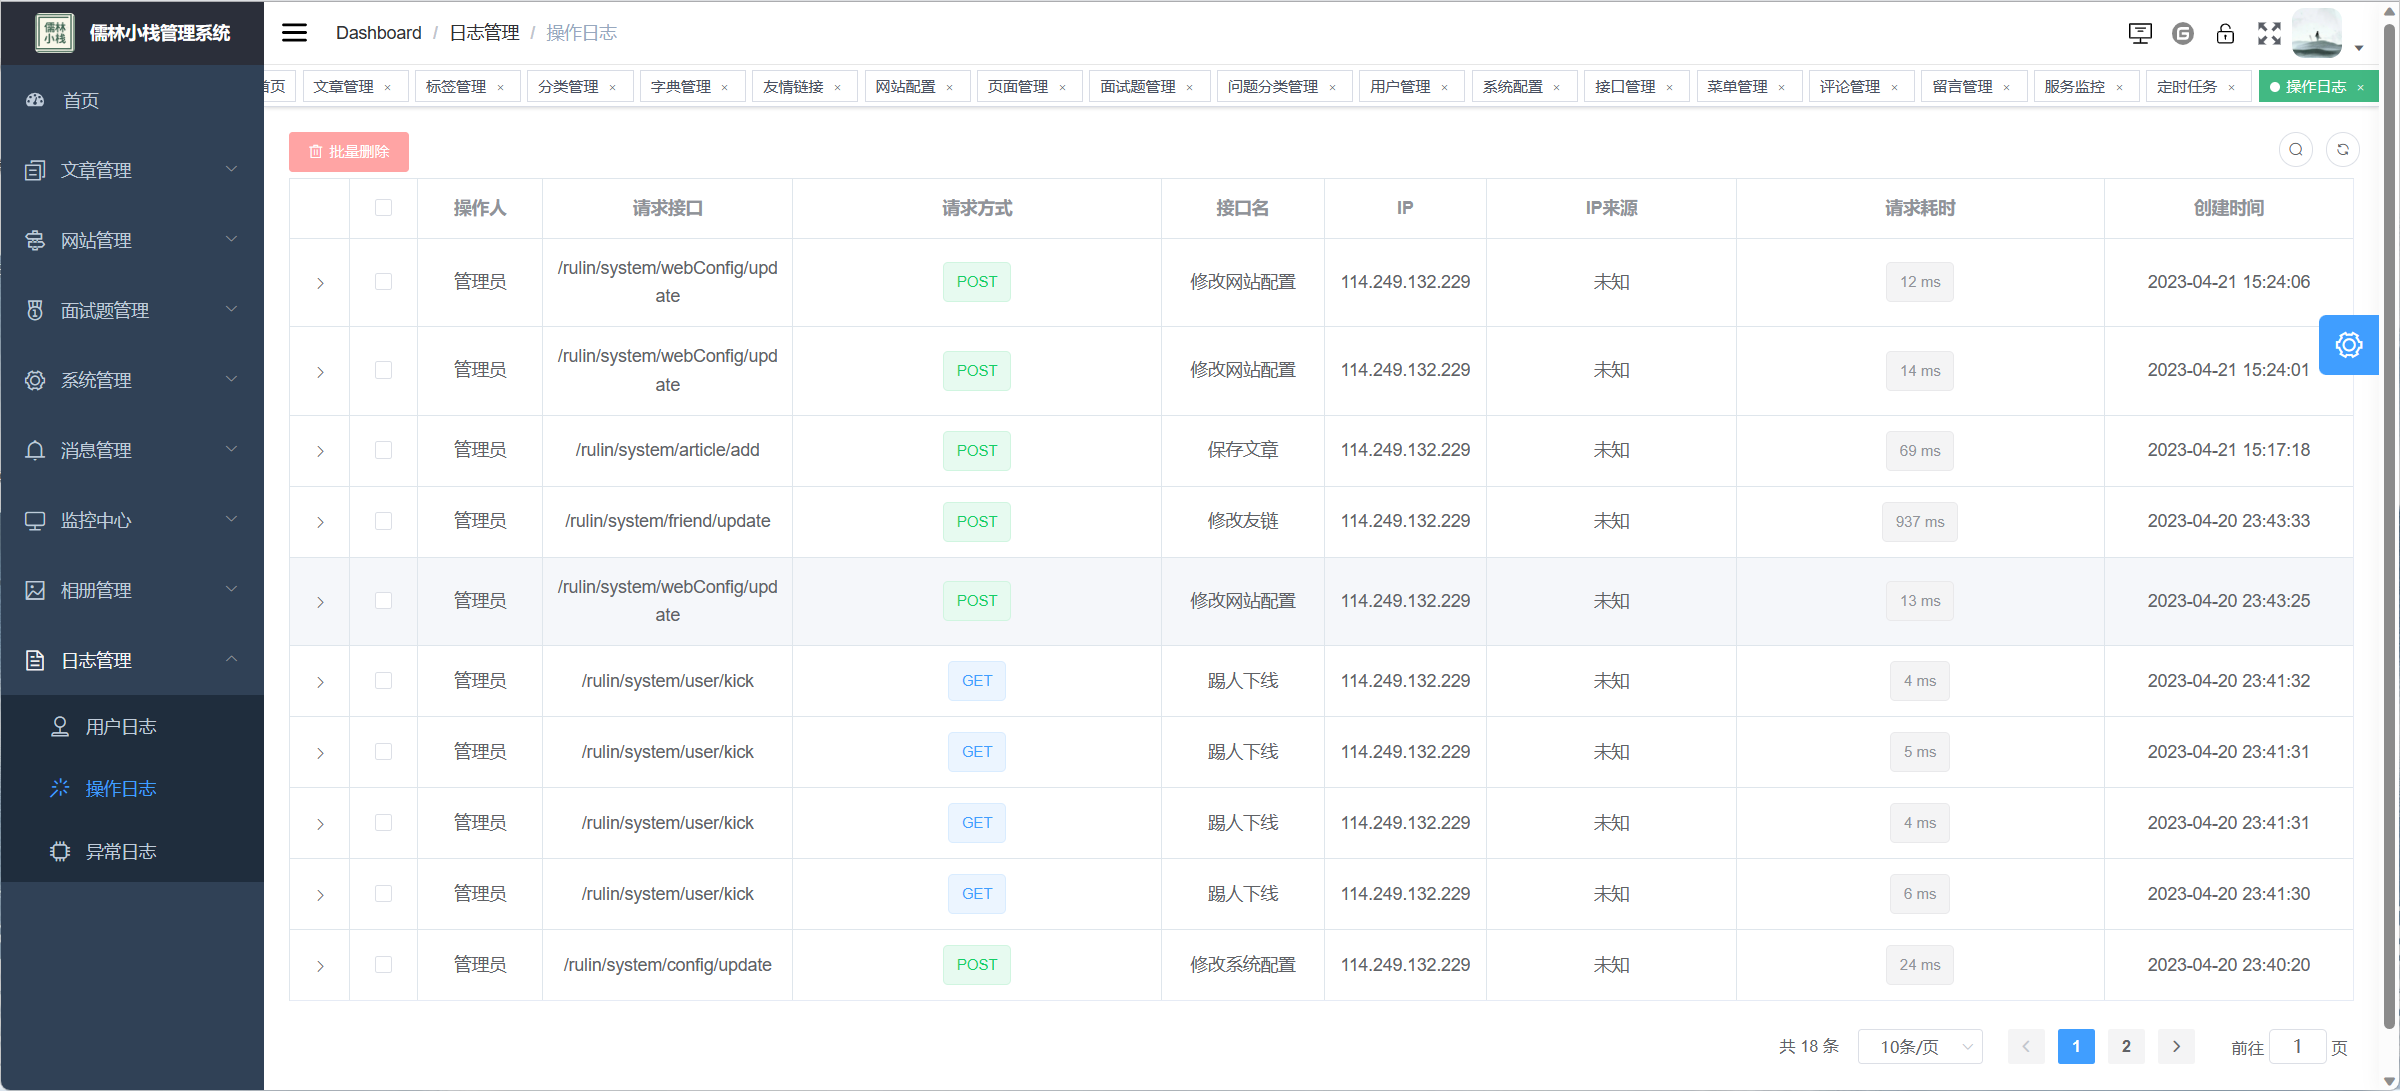 儒林小栈
儒林小栈管理系统
Dashboard / 日志管理 / 操作日志
首页
文章管理
标签管理
分类管理
字典管理
友情链接
网站配置
页面管理
面试题管理
问题分类管理
用户管理
系统配置
接口管理
菜单管理
评论管理
留言管理
服务监控
定时任务
操作日志
首页
文章管理
网站管理
面试题管理
系统管理
消息管理
监控中心
相册管理
日志管理
用户日志
操作日志
异常日志
批量删除
操作人 请求接口 请求方式 接口名 IP IP来源 请求耗时 创建时间
管理员 /rulin/system/webConfig/update POST 修改网站配置 114.249.132.229 未知 12 ms 2023-04-21 15:24:06
管理员 /rulin/system/webConfig/update POST 修改网站配置 114.249.132.229 未知 14 ms 2023-04-21 15:24:01
管理员 /rulin/system/article/add POST 保存文章 114.249.132.229 未知 69 ms 2023-04-21 15:17:18
管理员 /rulin/system/friend/update POST 修改友链 114.249.132.229 未知 937 ms 2023-04-20 23:43:33
管理员 /rulin/system/webConfig/update POST 修改网站配置 114.249.132.229 未知 13 ms 2023-04-20 23:43:25
管理员 /rulin/system/user/kick GET 踢人下线 114.249.132.229 未知 4 ms 2023-04-20 23:41:32
管理员 /rulin/system/user/kick GET 踢人下线 114.249.132.229 未知 5 ms 2023-04-20 23:41:31
管理员 /rulin/system/user/kick GET 踢人下线 114.249.132.229 未知 4 ms 2023-04-20 23:41:31
管理员 /rulin/system/user/kick GET 踢人下线 114.249.132.229 未知 6 ms 2023-04-20 23:41:30
管理员 /rulin/system/config/update POST 修改系统配置 114.249.132.229 未知 24 ms 2023-04-20 23:40:20
共 18 条 10条/页 1 2 前往 1 页